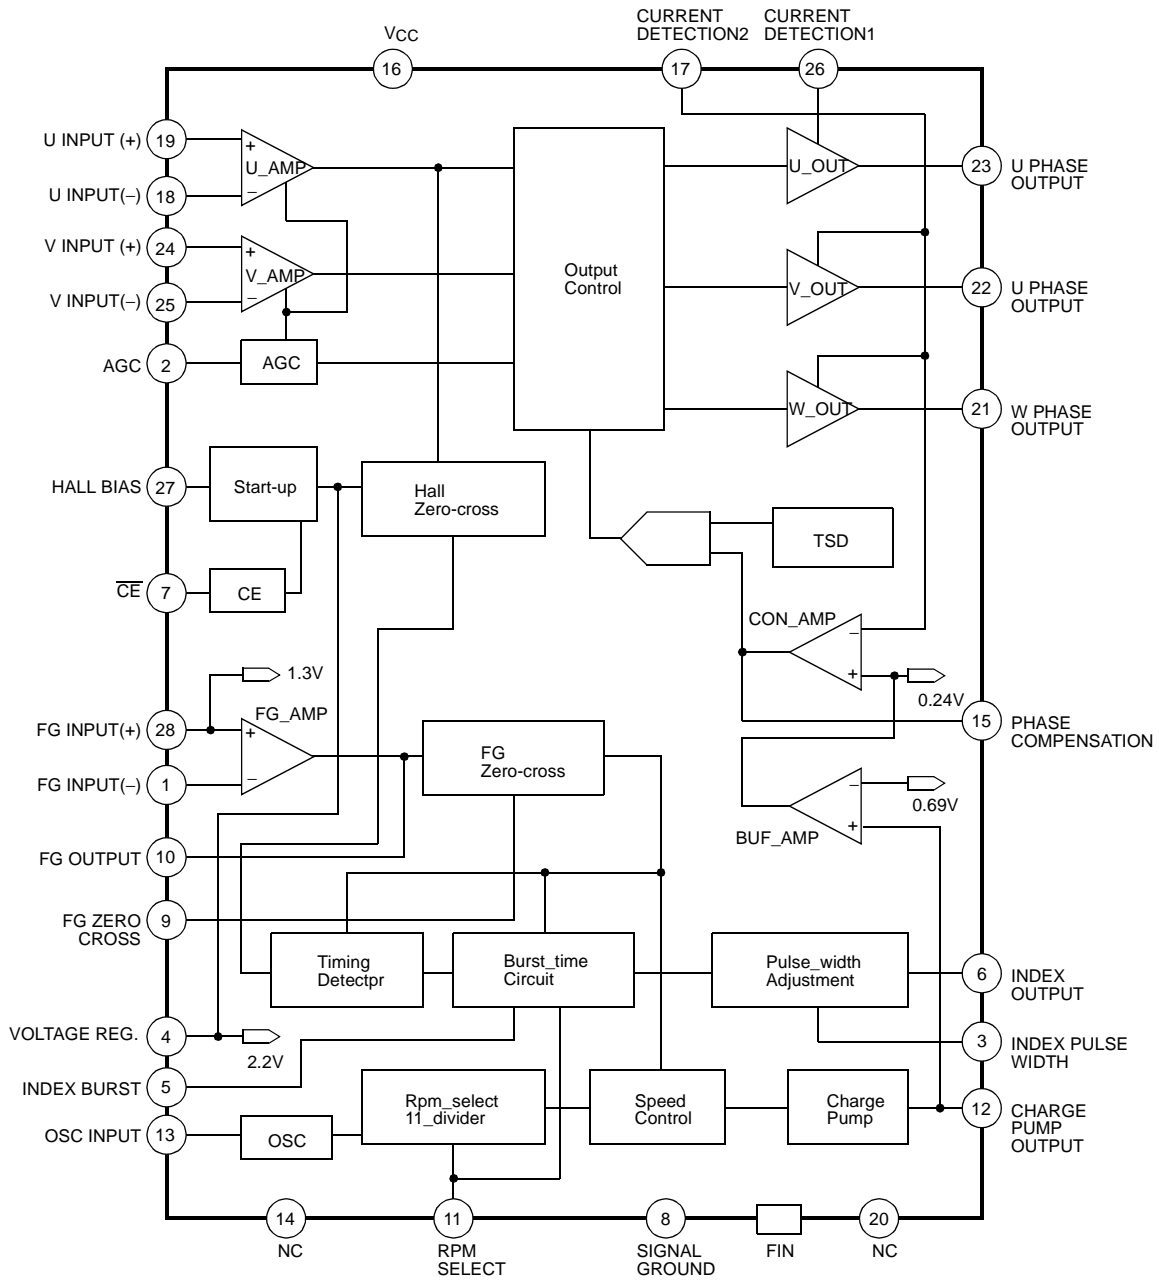 CURRENT
DETECTION2
CURRENT
DETECTION1
VCC
16
17
26
U INPUT (+)
19
+
U_AMP
−
U INPUT(−)
18
V INPUT (+)
24
+
V_AMP
−
V INPUT(−)
25
AGC
2
AGC
Output
Control
U_OUT
23
U PHASE
OUTPUT
V_OUT
22
U PHASE
OUTPUT
W_OUT
21
W PHASE
OUTPUT
HALL BIAS
27
Start-up
Hall
Zero-cross
TSD
CE
7
CE
CON_AMP
−
+
0.24V
1.3V
FG INPUT(+)
28
FG_AMP
+
−
FG INPUT(−)
1
FG
Zero-cross
15
PHASE
COMPENSATION
−
0.69V
BUF_AMP
+
FG OUTPUT
10
FG ZERO
CROSS
9
Timing
Detectpr
Burst_time
Circuit
Pulse_width
Adjustment
6
INDEX
OUTPUT
VOLTAGE REG.
4
2.2V
3
INDEX PULSE
WIDTH
INDEX BURST
5
Rpm_select
11_divider
Speed
Control
Charge
Pump
12
CHARGE
PUMP
OUTPUT
OSC INPUT
13
OSC
14
NC
11
RPM
SELECT
8
SIGNAL
GROUND
FIN
20
NC